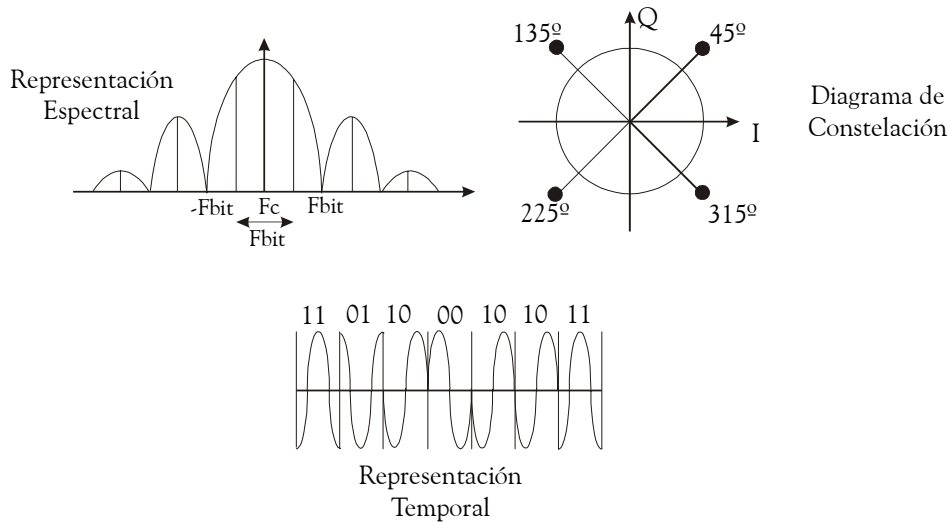 Representación
Espectral
-Fbit Fc Fbit
Fbit
135º Q 45º
I
225º 315º
Diagrama de
Constelación
11 01 10 00 10 10 11
Representación
Temporal